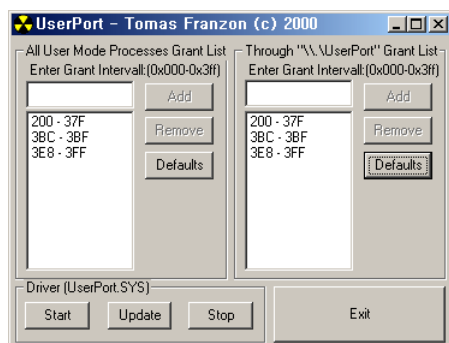 UserPort - Tomas Franzon (c) 2000
All User Mode Processes Grant List
Enter Grant Intervall:(0x000-0x3ff)
Add
200 - 37F
3BC - 3BF
3E8 - 3FF
Remove
Defaults
Through "\\.\UserPort" Grant List
Enter Grant Intervall:(0x000-0x3ff)
Add
200 - 37F
3BC - 3BF
3E8 - 3FF
Remove
Defaults
Driver (UserPort.SYS)
Start
Update
Stop
Exit